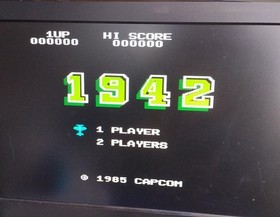 1UP HI SCORE
000000 000000
1942
1 PLAYER
2 PLAYERS
© 1985 CAPCOM